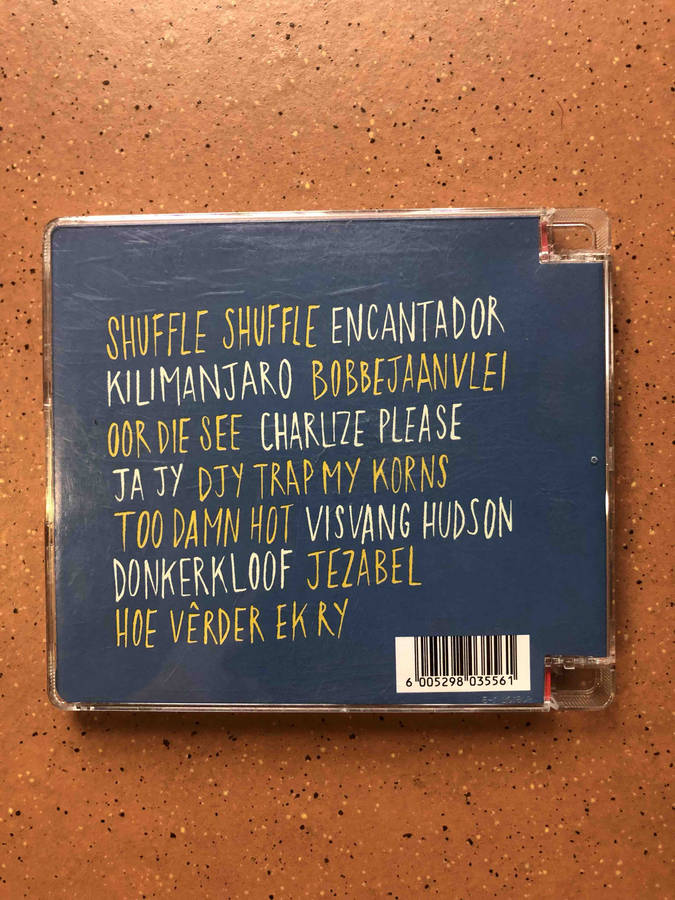 SHUFFLE SHUFFLE ENCANTADOR
KILIMANJARO BOBBEJAANVLEI
OOR DIE SEE CHARLIZE PLEASE
JA JY DJY TRAP MY KORNS
TOO DAMN HOT VISVANG HUDSON
DONKERKLOOF JEZABEL
HOE VÊRDER EK RY
6 005298 035561